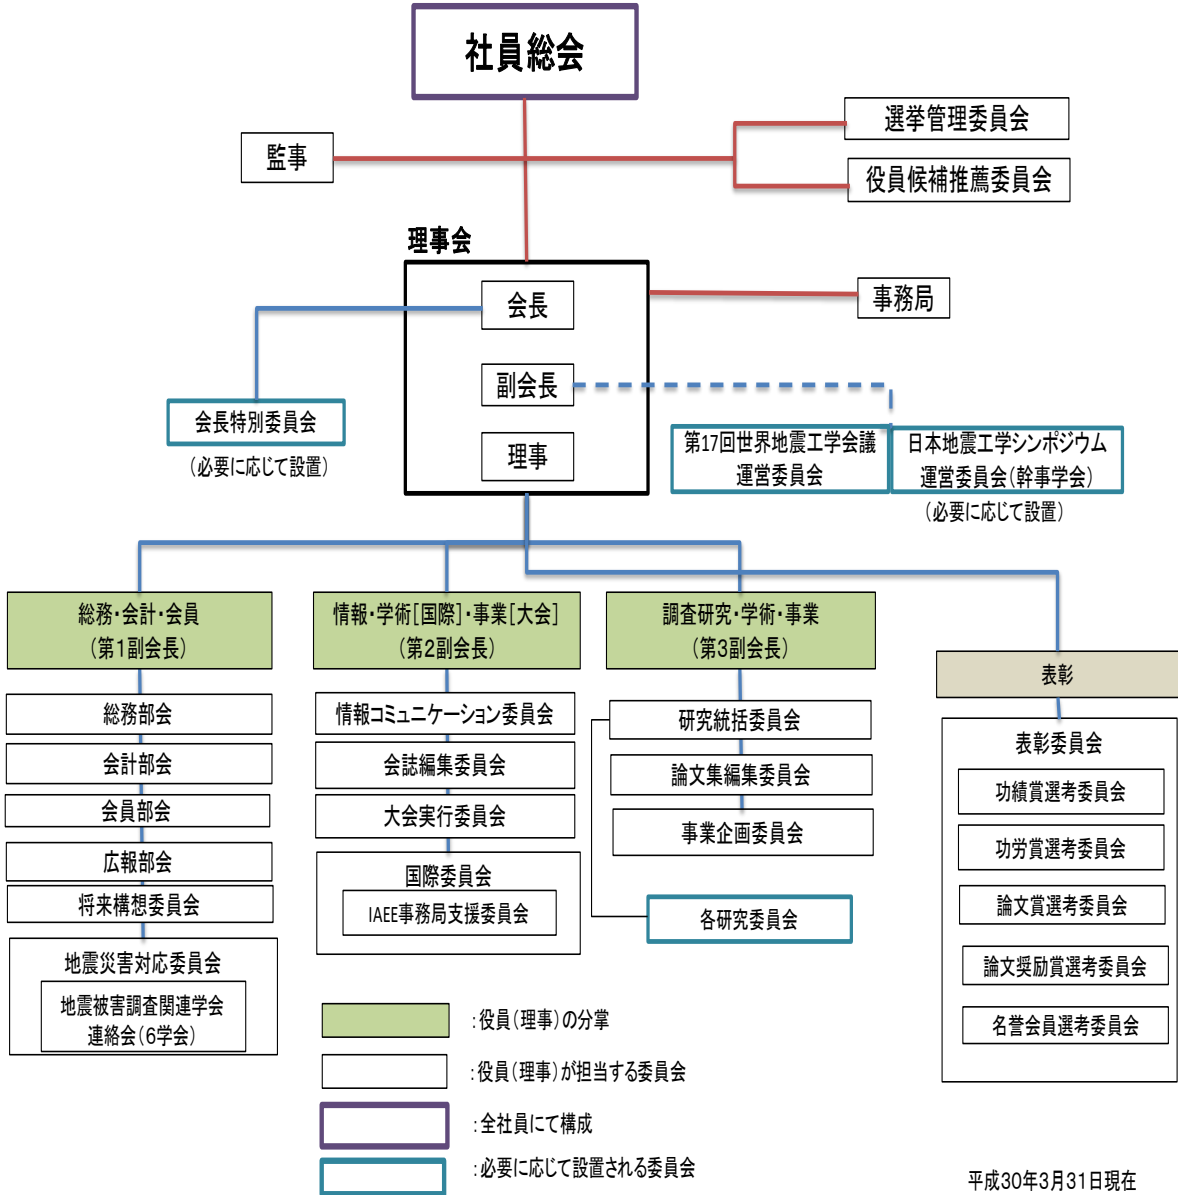 社員総会
監事
選挙管理委員会
役員候補推薦委員会
理事会
会長
事務局
副会長
理事
会長特別委員会
(必要に応じて設置)
第17回世界地震工学会議
運営委員会
日本地震工学シンポジウム
運営委員会(幹事学会)
(必要に応じて設置)
総務・会計・会員
(第1副会長)
総務部会
会計部会
会員部会
広報部会
将来構想委員会
地震災害対応委員会
地震被害調査関連学会
連絡会(6学会)
情報・学術[国際]・事業[大会]
(第2副会長)
情報コミュニケーション委員会
会誌編集委員会
大会実行委員会
国際委員会
IAEE事務局支援委員会
調査研究・学術・事業
(第3副会長)
研究統括委員会
論文集編集委員会
事業企画委員会
各研究委員会
表彰
表彰委員会
功績賞選考委員会
功労賞選考委員会
論文賞選考委員会
論文奨励賞選考委員会
名誉会員選考委員会
:役員(理事)の分掌
:役員(理事)が担当する委員会
:全社員にて構成
:必要に応じて設置される委員会
平成30年3月31日現在